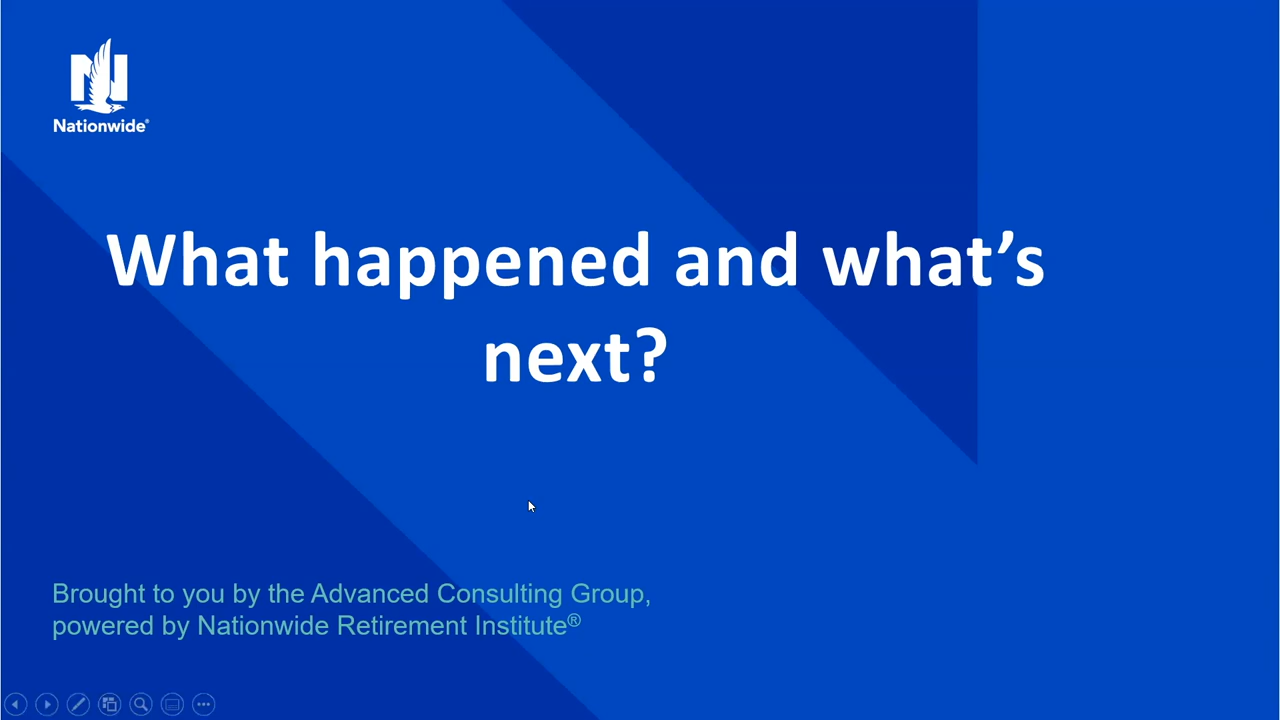 Nationwide®
What happened and what’s
next?
Brought to you by the Advanced Consulting Group,
powered by Nationwide Retirement Institute®